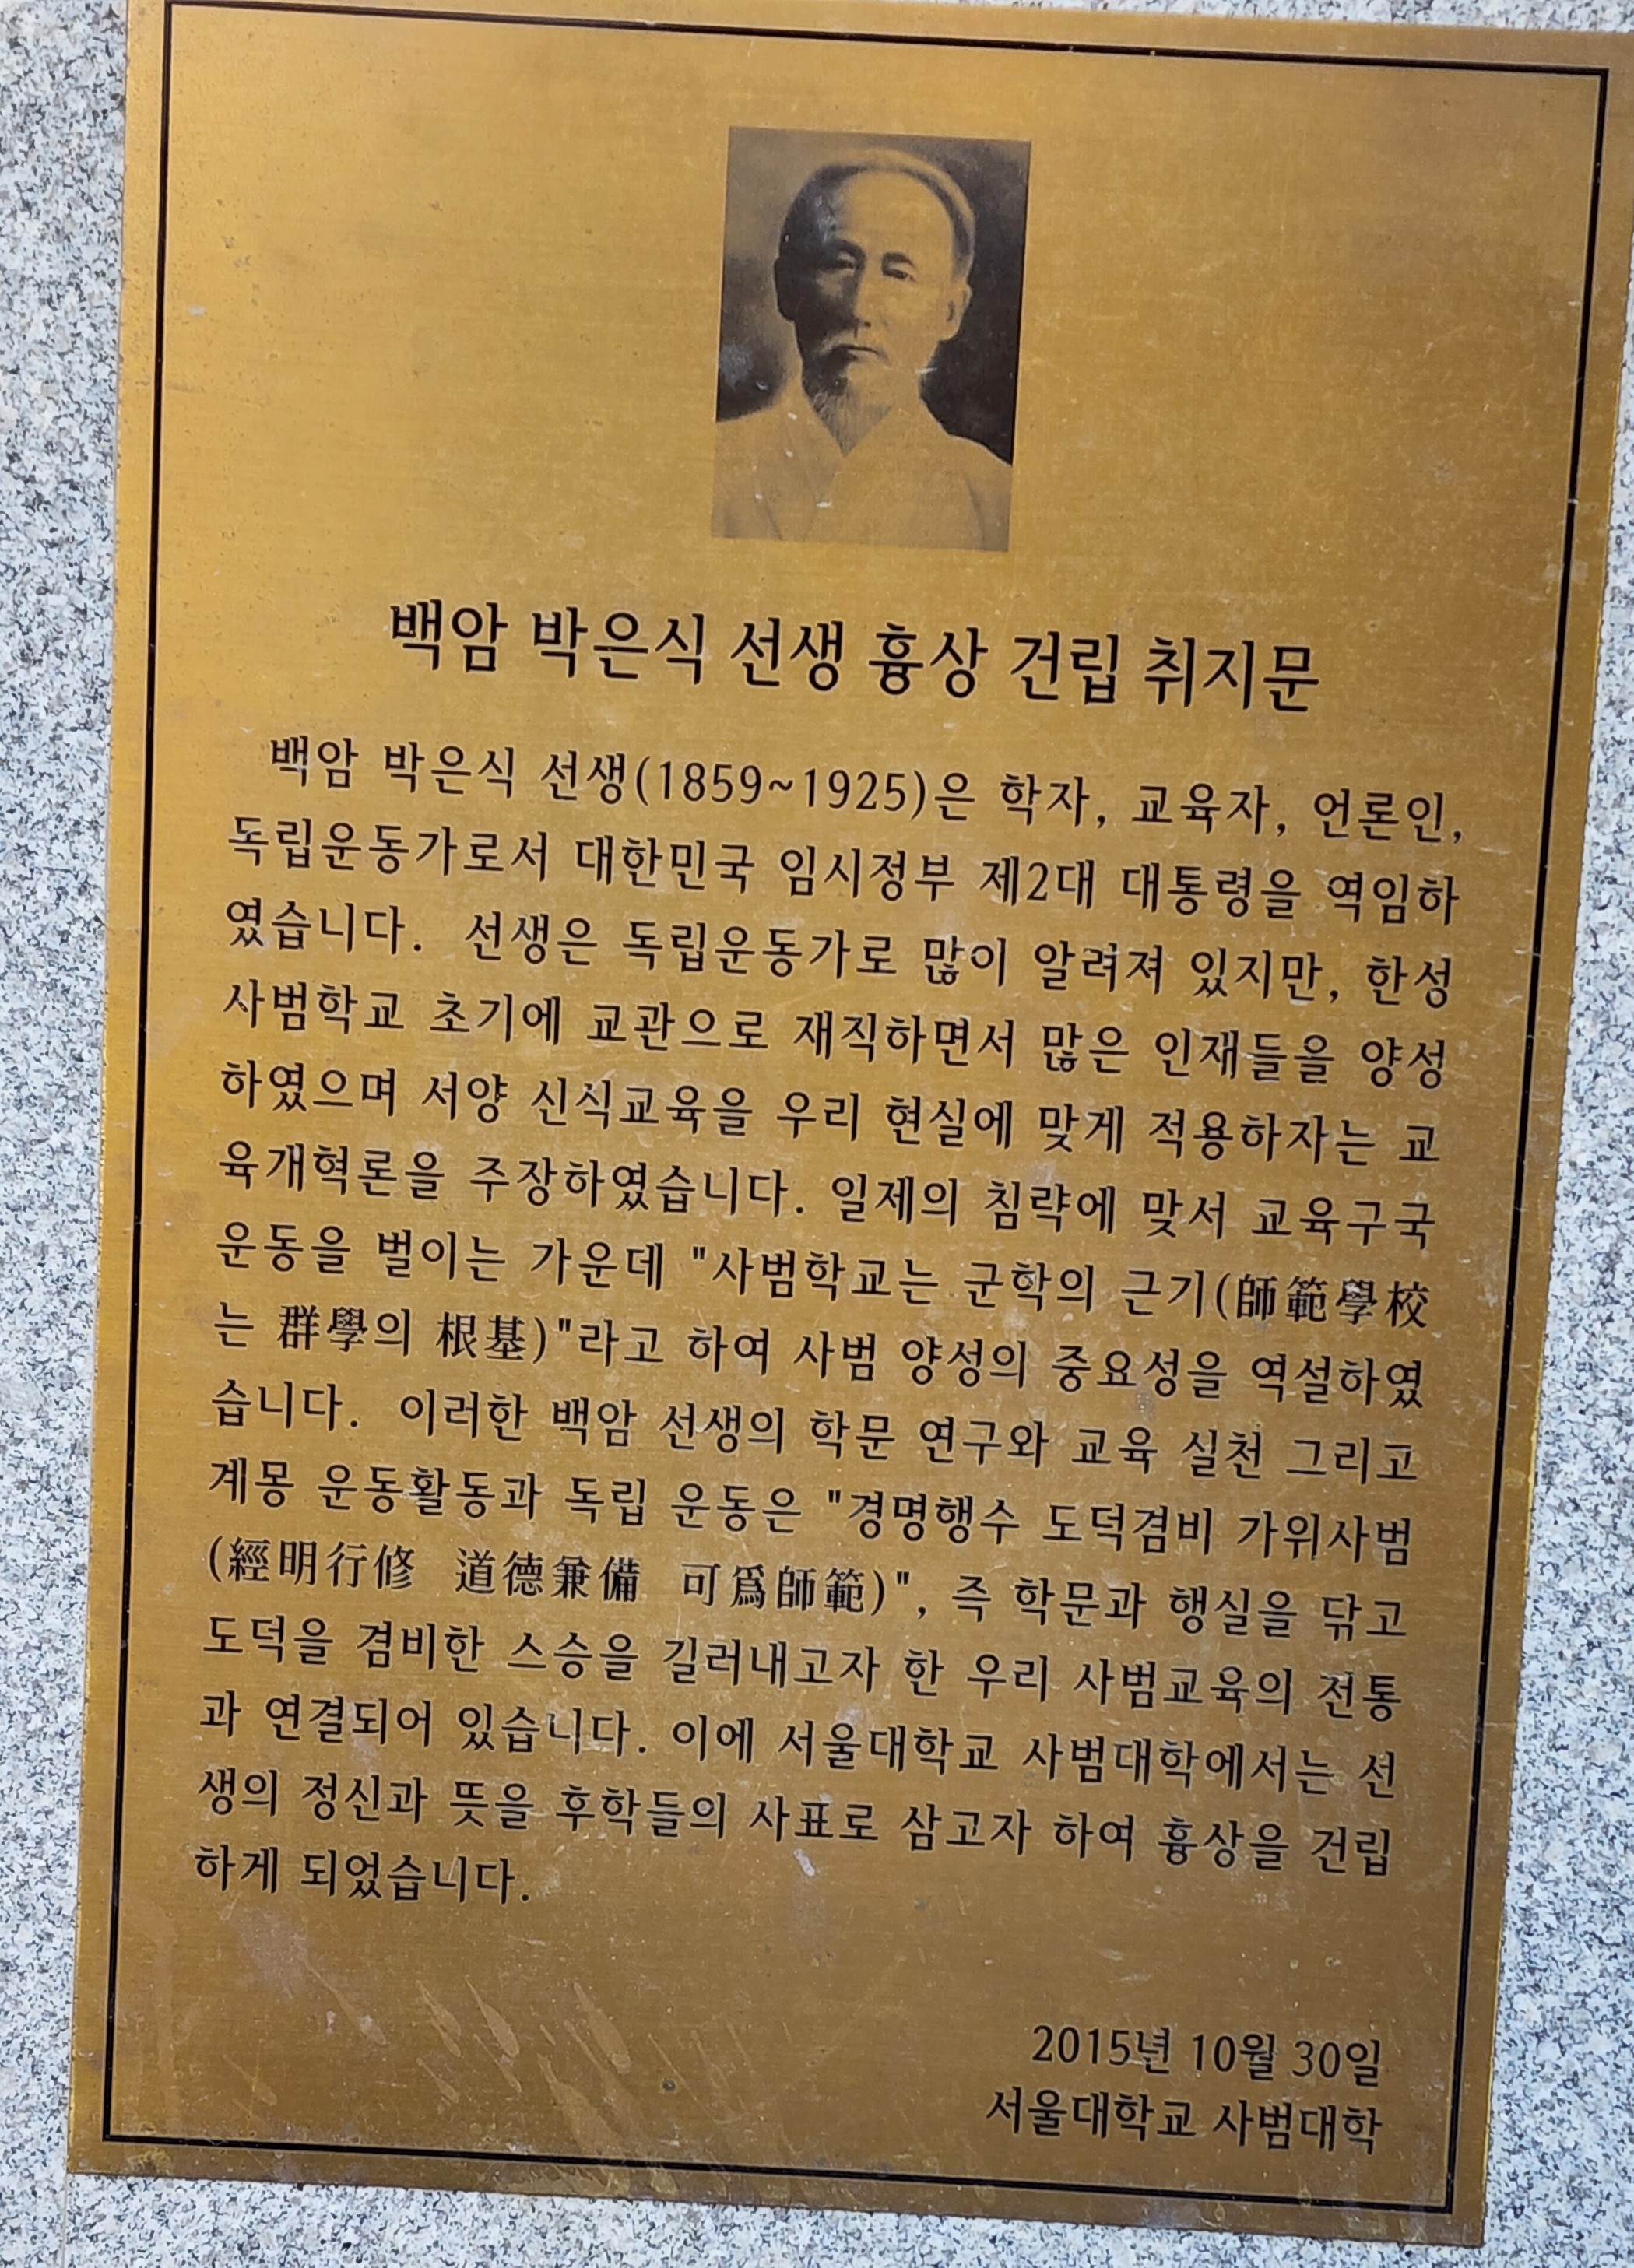 백암 박은식 선생 흉상 건립 취지문
백암 박은식 선생(1859~1925)은 학자, 교육자, 언론인,
독립운동가로서 대한민국 임시정부 제2대 대통령을 역임하
였습니다. 선생은 독립운동가로 많이 알려져 있지만, 한성
사범학교 초기에 교관으로 재직하면서 많은 인재들을 양성
하였으며 서양 신식교육을 우리 현실에 맞게 적용하자는 교
육개혁론을 주장하였습니다. 일제의 침략에 맞서 교육구국
운동을 벌이는 가운데 "사범학교는 군학의 근기(師範學校
는 群學의 根基)"라고 하여 사범 양성의 중요성을 역설하였
습니다. 이러한 백암 선생의 학문 연구와 교육 실천 그리고
계몽 운동활동과 독립 운동은 "경명행수 도덕겸비 가위사범
(經明行修 道德兼備 可爲師範)", 즉 학문과 행실을 닦고
도덕을 겸비한 스승을 길러내고자 한 우리 사범교육의 전통
과 연결되어 있습니다. 이에 서울대학교 사범대학에서는 선
생의 정신과 뜻을 후학들의 사표로 삼고자 하여 흉상을 건립
하게 되었습니다.
2015년 10월 30일
서울대학교 사범대학